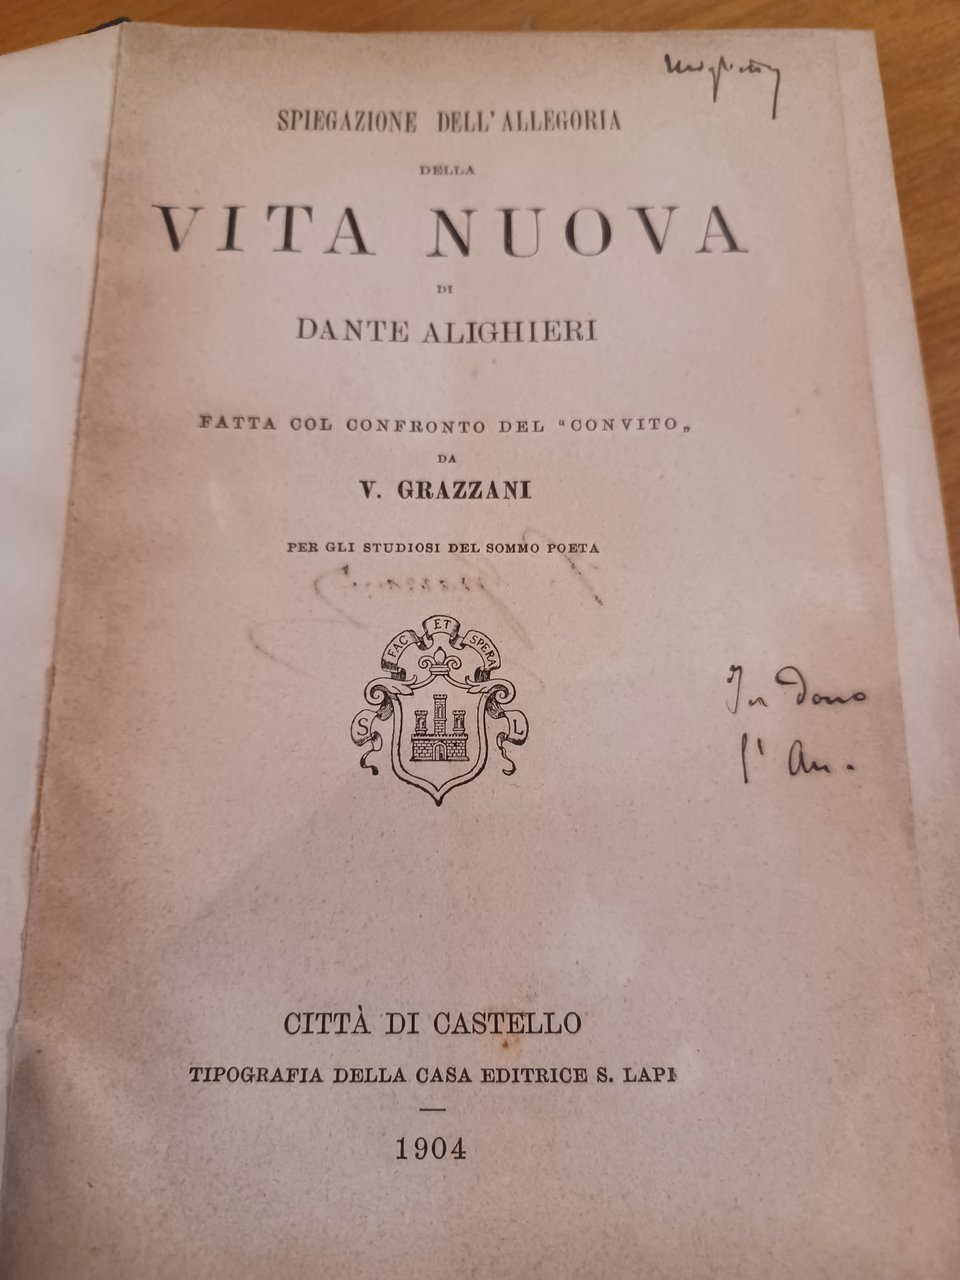 SPIEGAZIONE DELL'ALLEGORIA
DELLA
VITA NUOVA
DI
DANTE ALIGHIERI
FATTA COL CONFRONTO DEL "CONVITO„
DA
V. GRAZZANI
PER GLI STUDIOSI DEL SOMMO POETA
FAC ET SPERA
S L
In dono
l'Au.
CITTÀ DI CASTELLO
TIPOGRAFIA DELLA CASA EDITRICE S. LAPI
1904